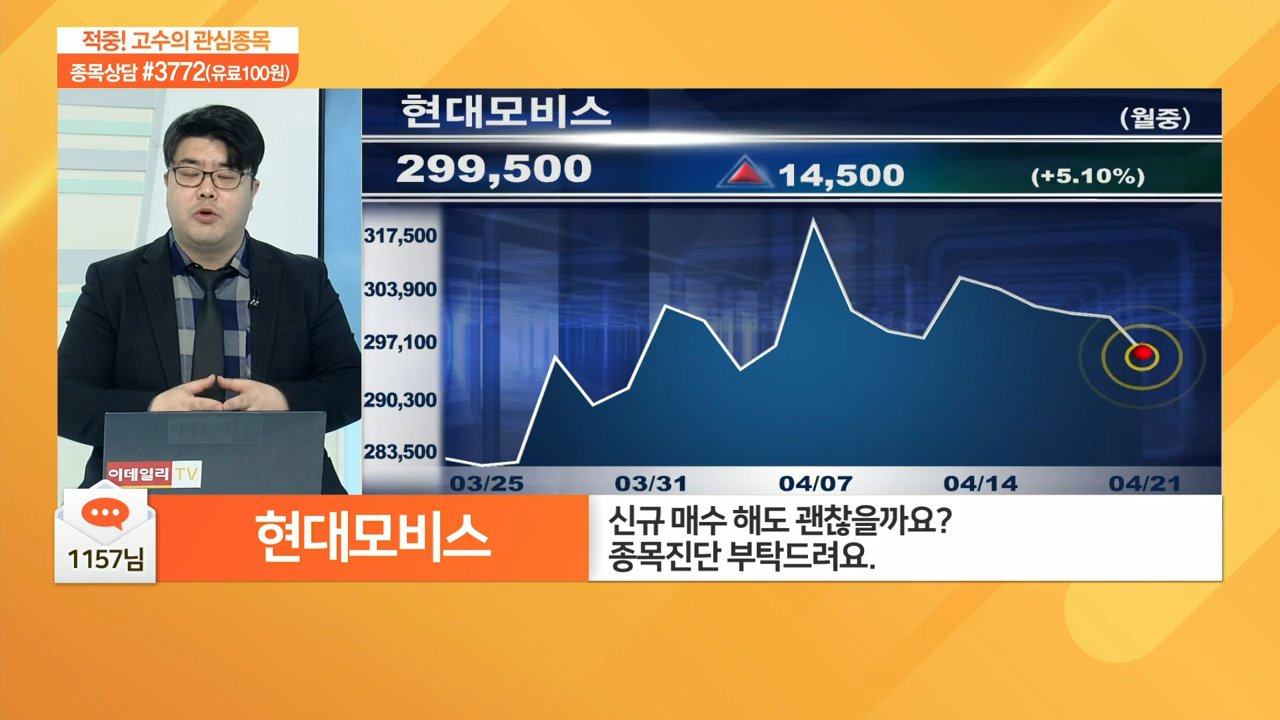 적중! 고수의 관심종목
종목상담 #3772(유료100원)
현대모비스
(월중)
299,500
14,500
(+5.10%)
317,500
303,900
297,100
290,300
283,500
03/25
03/31
04/07
04/14
04/21
이데일리 TV
1157님
현대모비스
신규 매수 해도 괜찮을까요?
종목진단 부탁드려요.